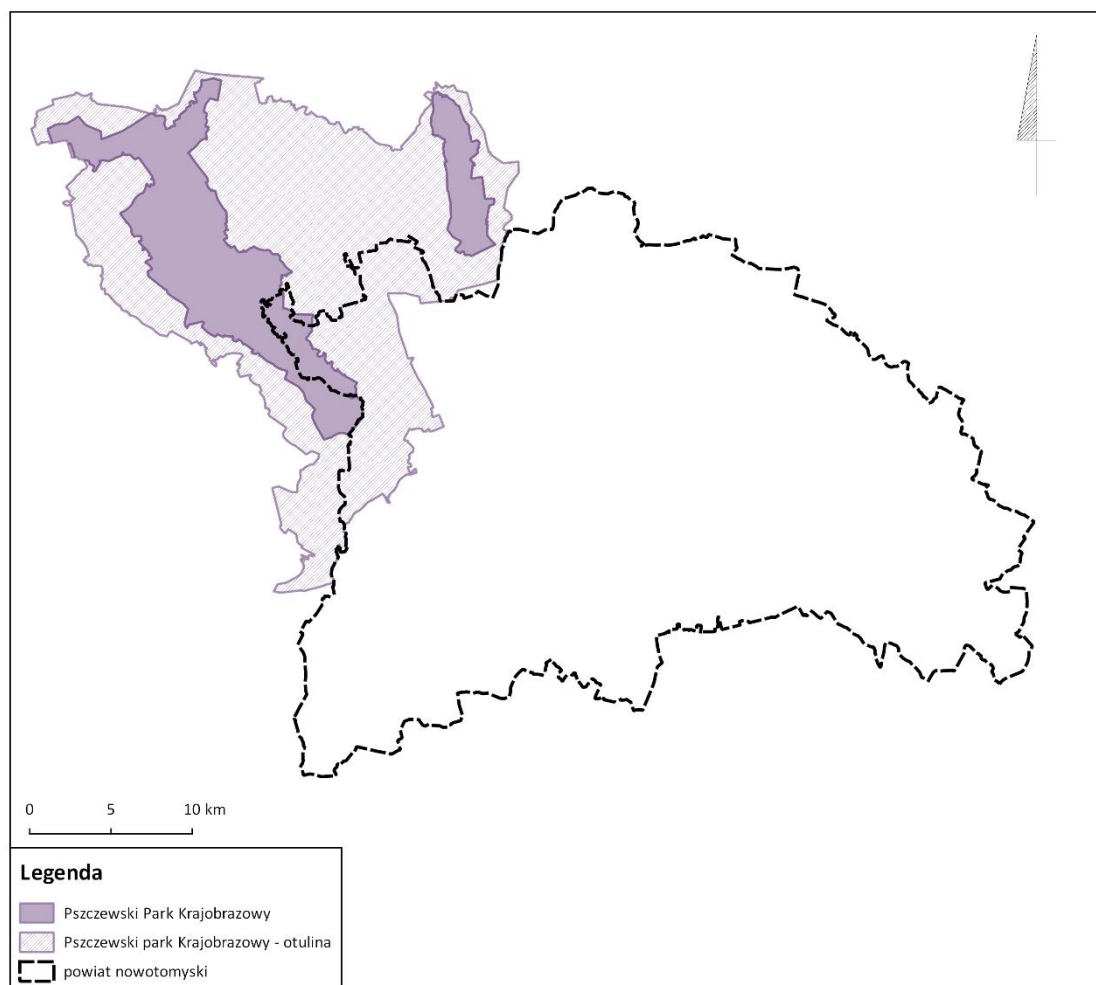 0 5 10 km
Legenda
Pszczewski Park Krajobrazowy
Pszczewski park Krajobrazowy - otulina
powiat nowotomyski